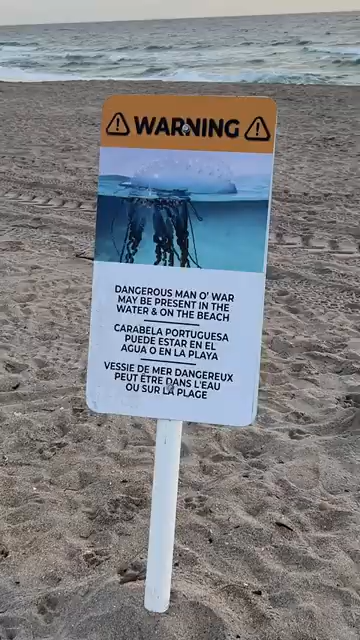 WARNING
DANGEROUS MAN O' WAR
MAY BE PRESENT IN THE
WATER & ON THE BEACH
CARABELA PORTUGUESA
PUEDE ESTAR EN EL
AGUA O EN LA PLAYA
VESSIE DE MER DANGEREUX
PEUT ÊTRE DANS L'EAU
OU SUR LA PLAGE